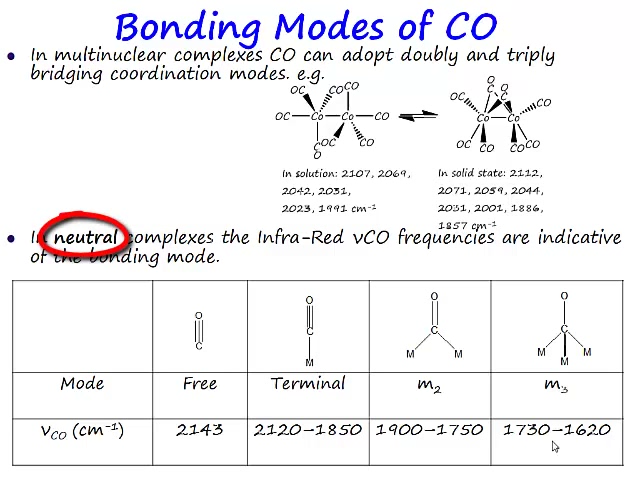 Bonding Modes of CO
• In multinuclear complexes CO can adopt doubly and triply
bridging coordination modes. e.g.
OC COCO
OC Co Co CO
OC CO
C
O
O
C O
C
OC CO
Co Co
OC CO OC CO
In solution: 2107, 2069,
2042, 2031,
2023, 1991 cm-1
In solid state: 2112,
2071, 2059, 2044,
2031, 2001, 1886,
1857 cm-1
• In neutral complexes the Infra-Red νCO frequencies are indicative
of the bonding mode.
O
C
O
C
M
O
C
M M
O
C
M M M
Mode Free Terminal m2 m3
νCO (cm-1) 2143 2120-1850 1900-1750 1730-1620